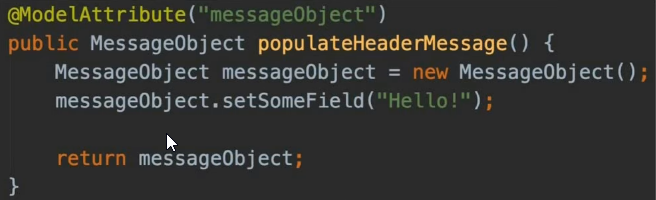 @ModelAttribute("messageObject")
public MessageObject populateHeaderMessage() {
    MessageObject messageObject = new MessageObject();
    messageObject.setSomeField("Hello!");

    return messageObject;
}